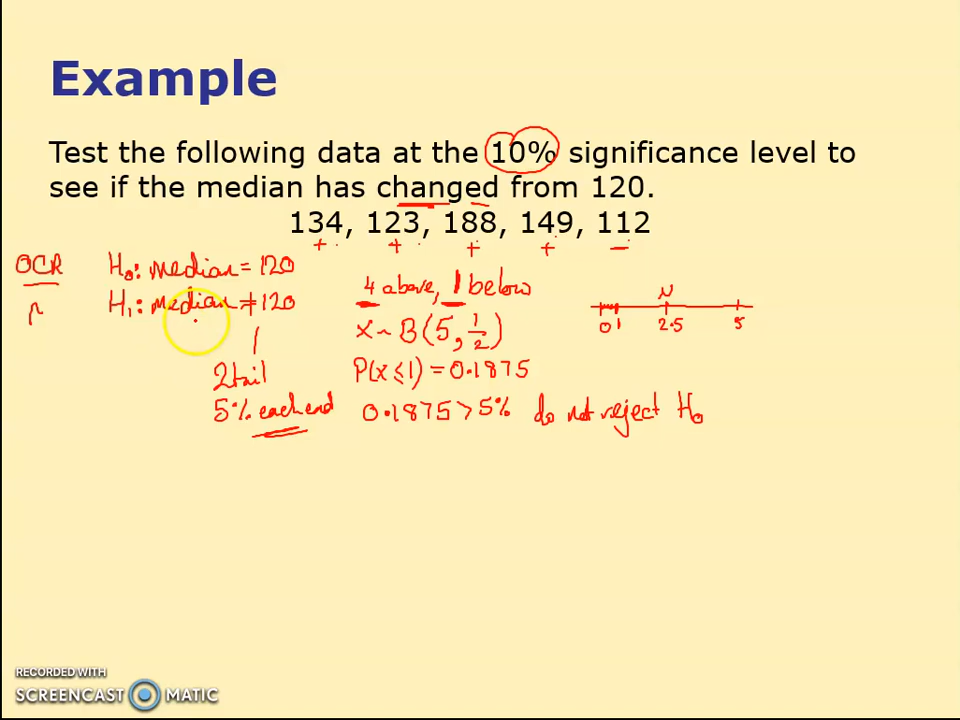 Example
Test the following data at the 10% significance level to
see if the median has changed from 120.
134, 123, 188, 149, 112
+ + + + –
OCR H₀: median = 120
4 above, 1 below
H₁: median ≠ 120
X ~ B(5, 1/2)
0 1 2.5 5
2 tail
P(X ≤ 1) = 0.1875
5% each end
0.1875 > 5% do not reject H₀
RECORDED WITH
SCREENCAST MATIC